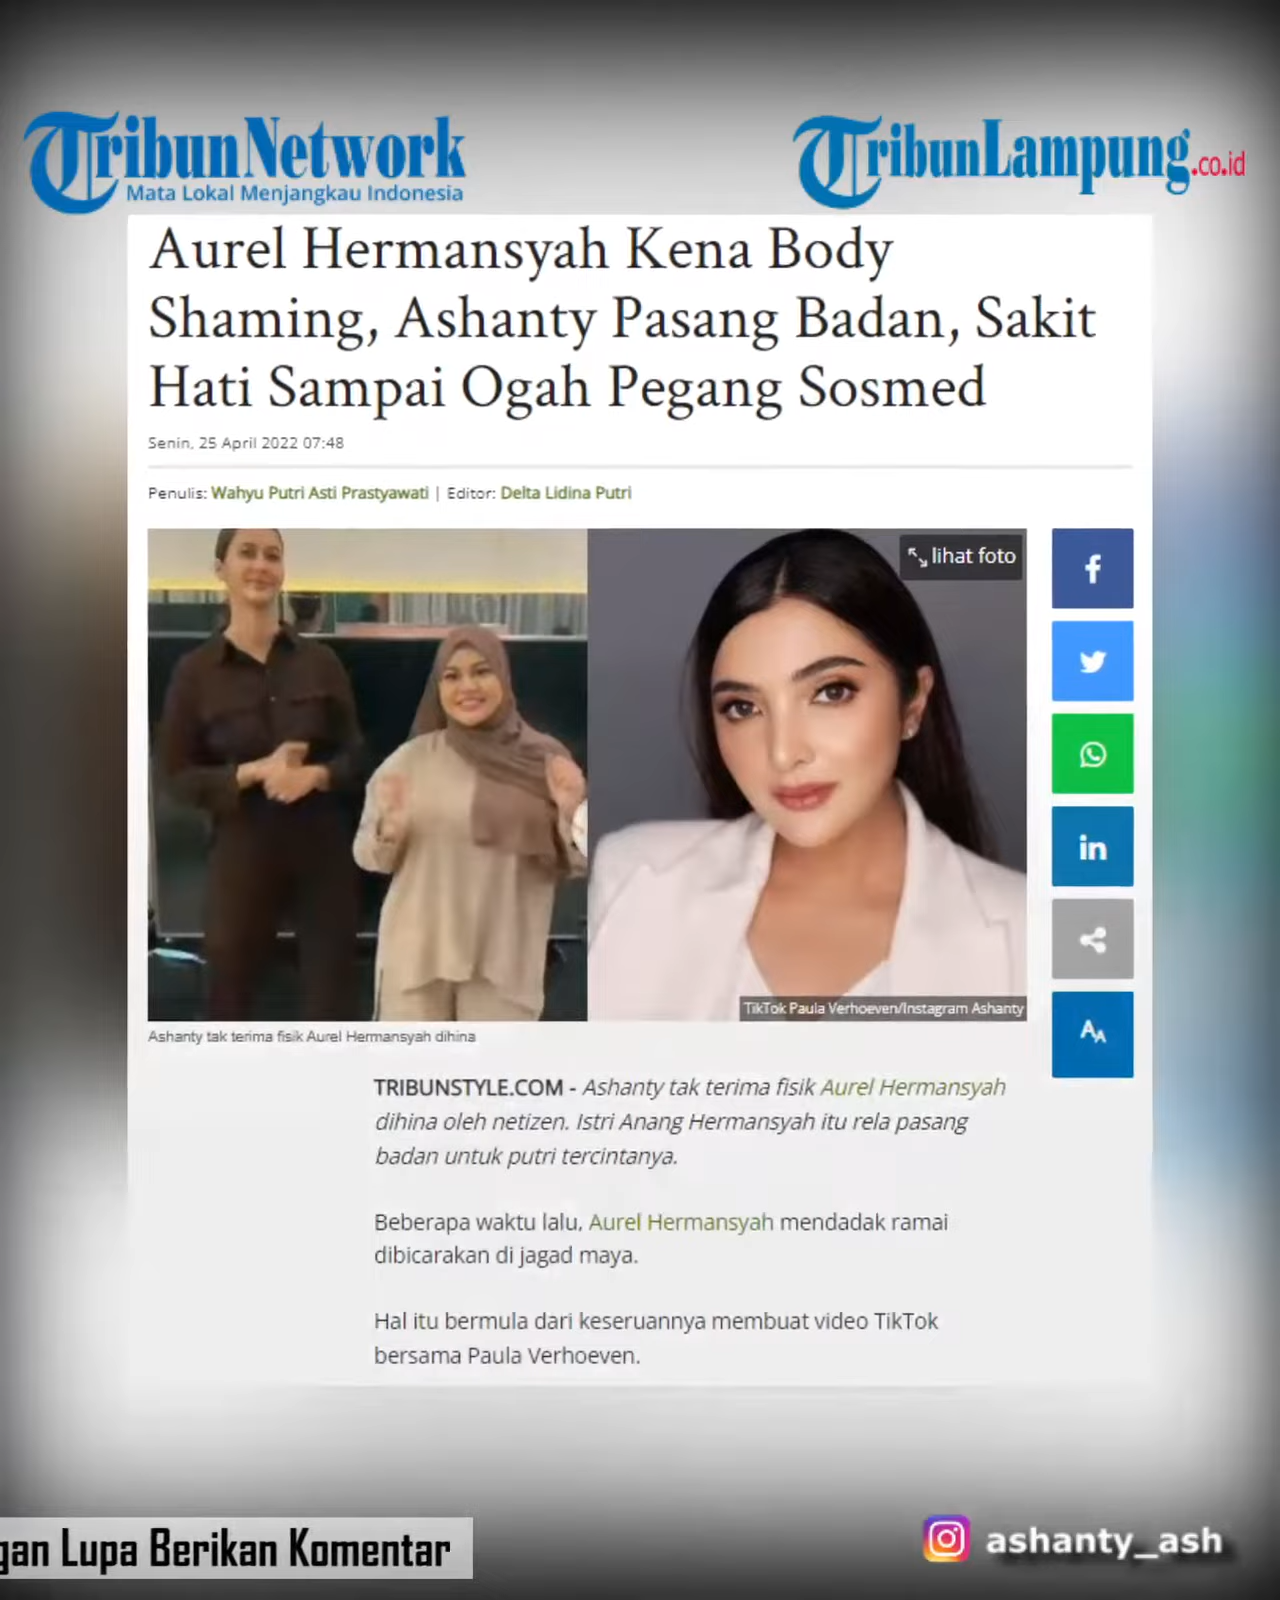 TribunNetwork
Mata Lokal Menjangkau Indonesia
TribunLampung.co.id
Aurel Hermansyah Kena Body
Shaming, Ashanty Pasang Badan, Sakit
Hati Sampai Ogah Pegang Sosmed
Senin, 25 April 2022 07:48
Penulis: Wahyu Putri Asti Prastyawati | Editor: Delta Lidina Putri
lihat foto
TikTok Paula Verhoeven/Instagram Ashanty
Ashanty tak terima fisik Aurel Hermansyah dihina
TRIBUNSTYLE.COM - Ashanty tak terima fisik Aurel Hermansyah
dihina oleh netizen. Istri Anang Hermansyah itu rela pasang
badan untuk putri tercintanya.
Beberapa waktu lalu, Aurel Hermansyah mendadak ramai
dibicarakan di jagad maya.
Hal itu bermula dari keseruannya membuat video TikTok
bersama Paula Verhoeven.
gan Lupa Berikan Komentar
ashanty_ash